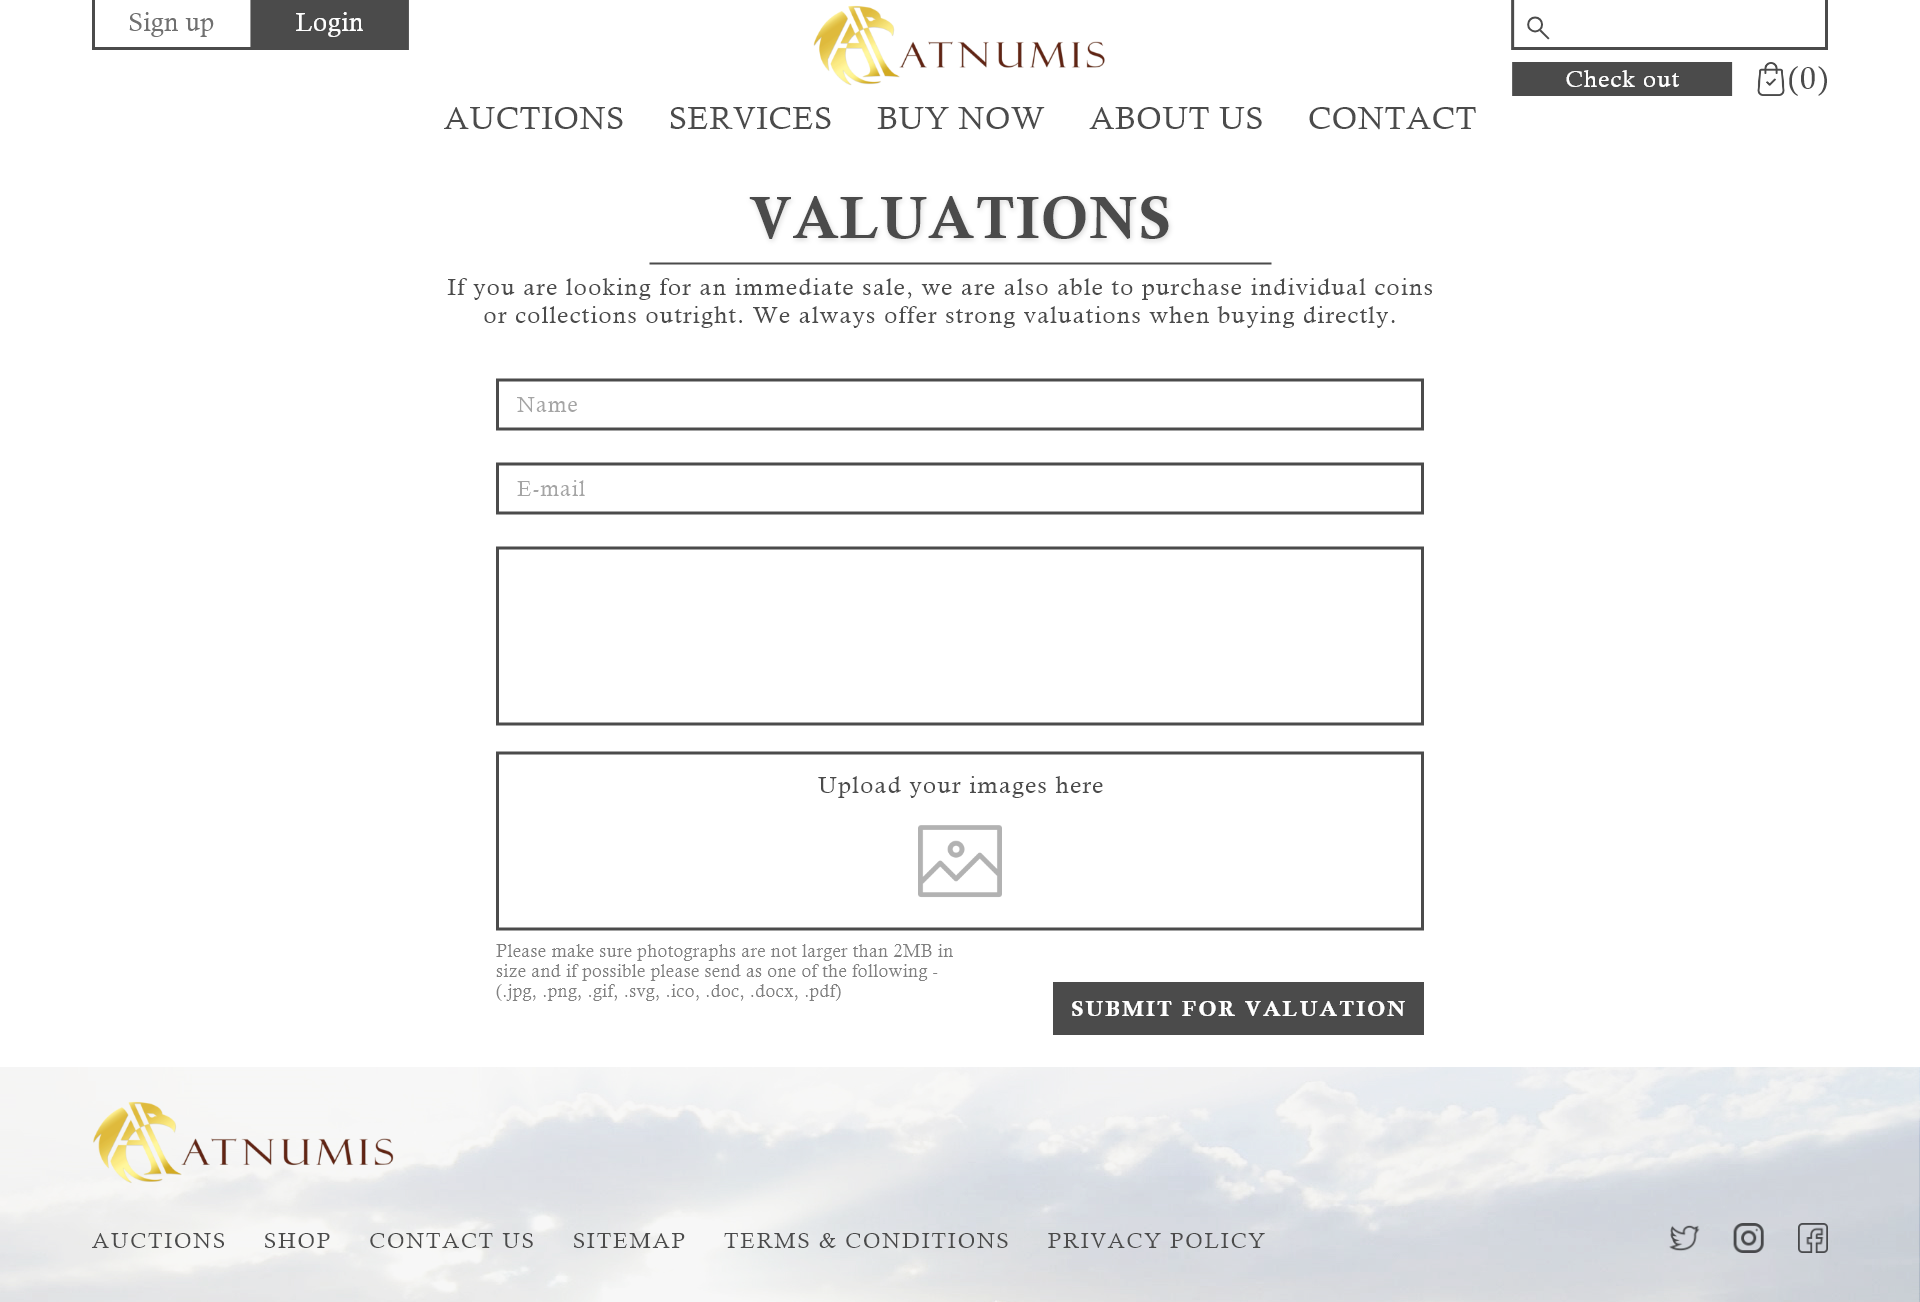 Sign up
Login
ATNUMIS
Check out
(0)
AUCTIONS SERVICES BUY NOW ABOUT US CONTACT
VALUATIONS
If you are looking for an immediate sale, we are also able to purchase individual coins
or collections outright. We always offer strong valuations when buying directly.
Name
E-mail
Upload your images here
Please make sure photographs are not larger than 2MB in
size and if possible please send as one of the following -
(.jpg, .png, .gif, .svg, .ico, .doc, .docx, .pdf)
SUBMIT FOR VALUATION
ATNUMIS
AUCTIONS SHOP CONTACT US SITEMAP TERMS & CONDITIONS PRIVACY POLICY